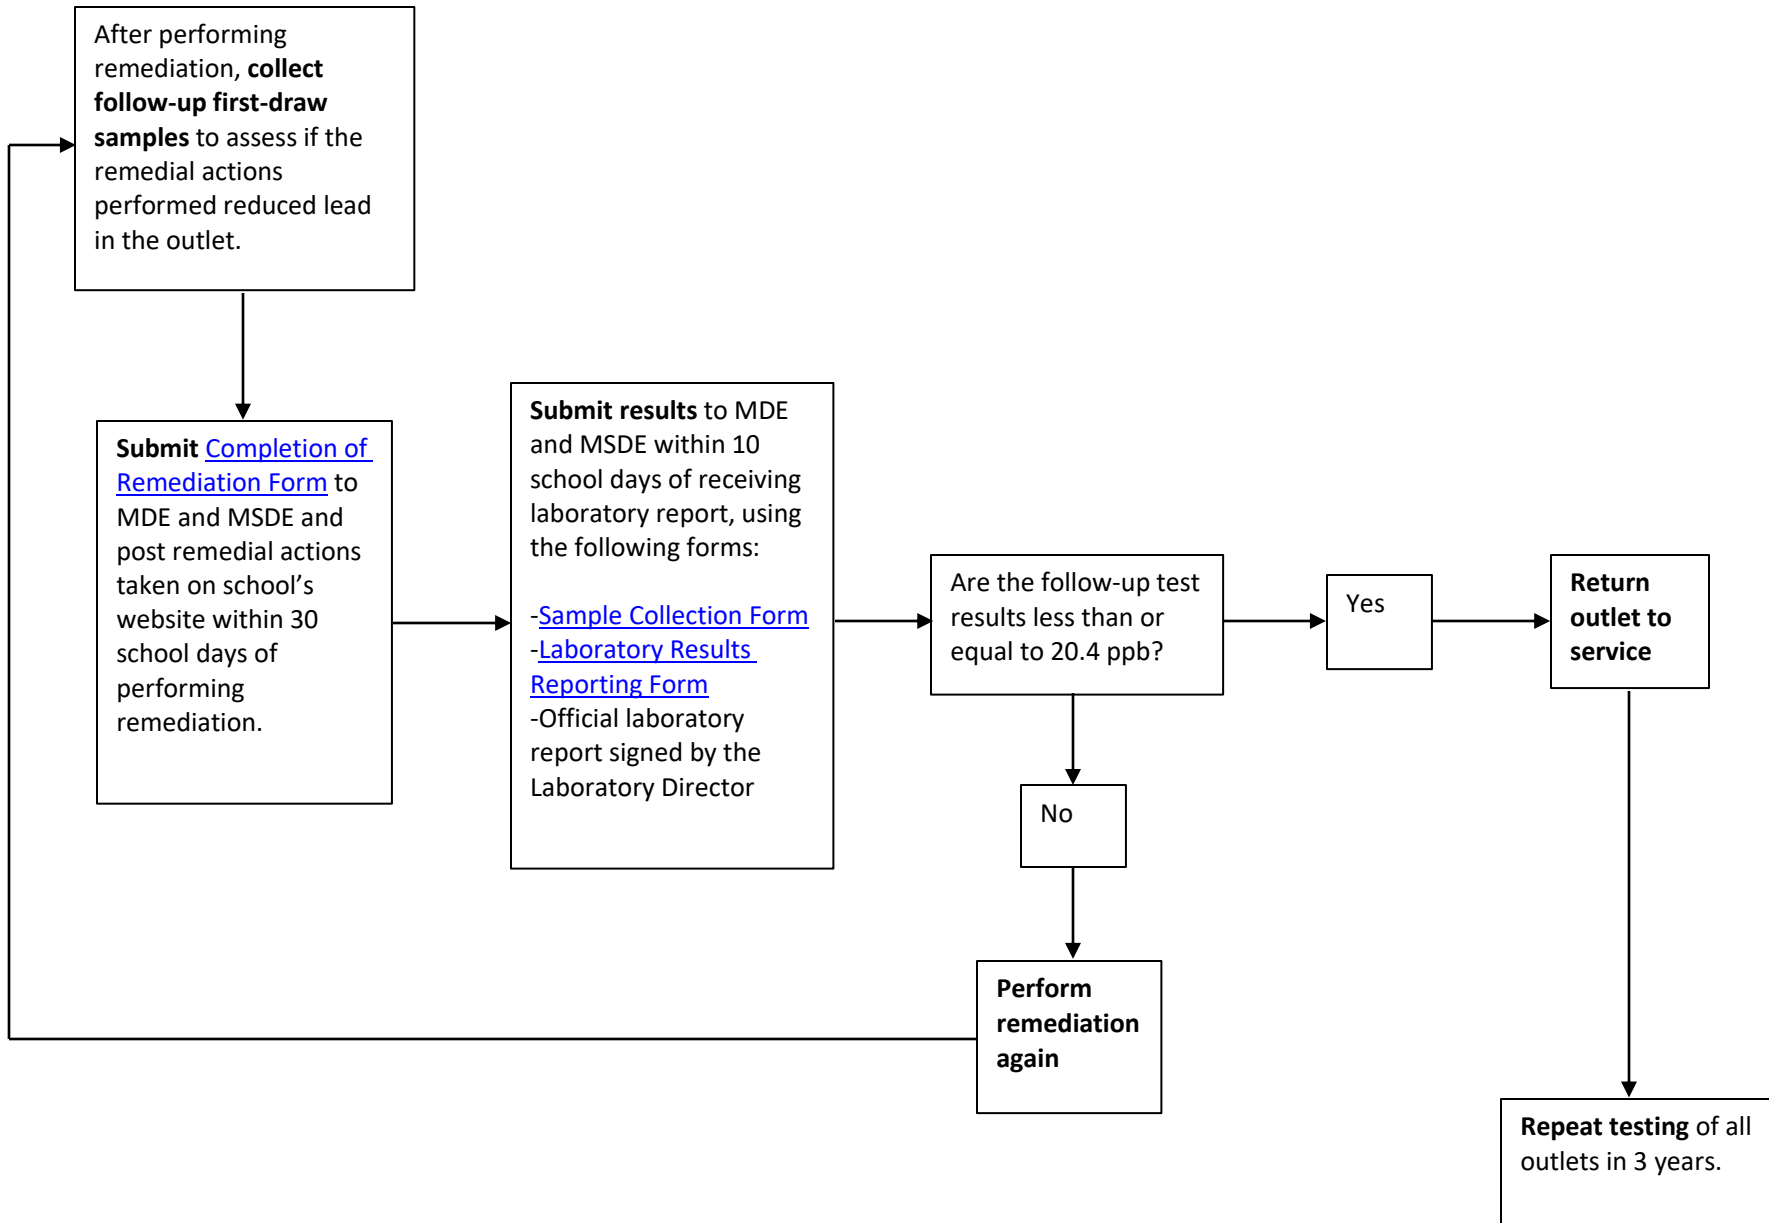 After performing
remediation, collect
follow-up first-draw
samples to assess if the
remedial actions
performed reduced lead
in the outlet.
Submit Completion of
Remediation Form to
MDE and MSDE and
post remedial actions
taken on school’s
website within 30
school days of
performing
remediation.
Submit results to MDE
and MSDE within 10
school days of receiving
laboratory report, using
the following forms:
-Sample Collection Form
-Laboratory Results
Reporting Form
-Official laboratory
report signed by the
Laboratory Director
Are the follow-up test
results less than or
equal to 20.4 ppb?
Yes
Return
outlet to
service
No
Perform
remediation
again
Repeat testing of all
outlets in 3 years.